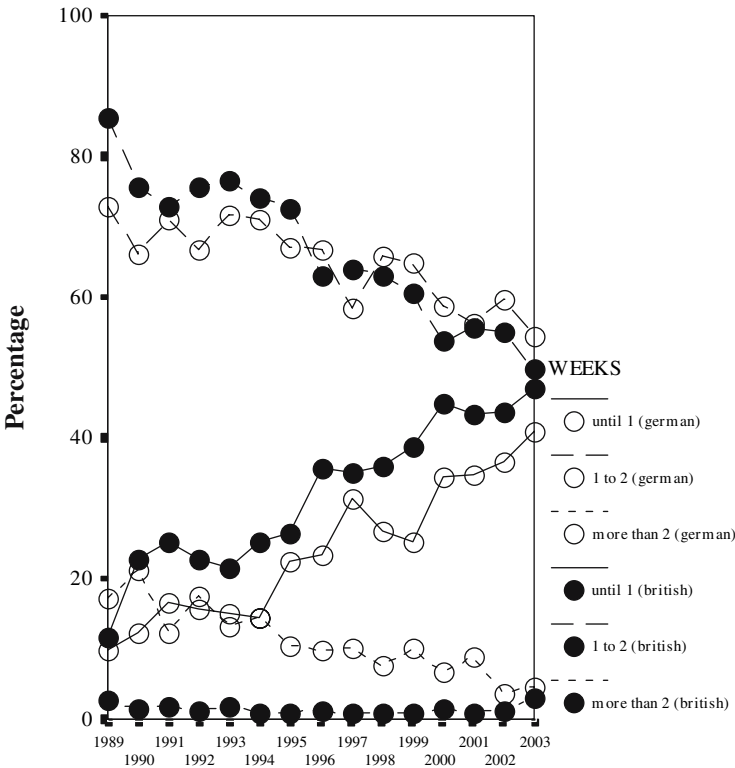 100
80
60
40
20
0
Percentage
1989 1991 1993 1995 1997 1999 2001 2003
1990 1992 1994 1996 1998 2000 2002
WEEKS
until 1 (german)
1 to 2 (german)
more than 2 (german)
until 1 (british)
1 to 2 (british)
more than 2 (british)